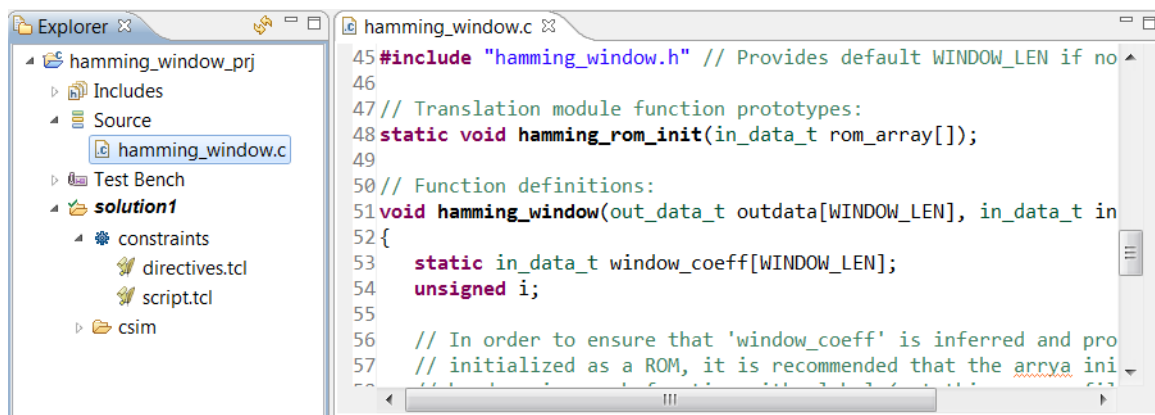 Explorer
hamming_window_prj
Includes
Source
hamming_window.c
Test Bench
solution1
constraints
directives.tcl
script.tcl
csim
hamming_window.c
45 #include "hamming_window.h" // Provides default WINDOW_LEN if no
46
47 // Translation module function prototypes:
48 static void hamming_rom_init(in_data_t rom_array[]);
49
50 // Function definitions:
51 void hamming_window(out_data_t outdata[WINDOW_LEN], in_data_t in
52 {
53 static in_data_t window_coeff[WINDOW_LEN];
54 unsigned i;
55
56 // In order to ensure that 'window_coeff' is inferred and pro
57 // initialized as a ROM, it is recommended that the arrya ini